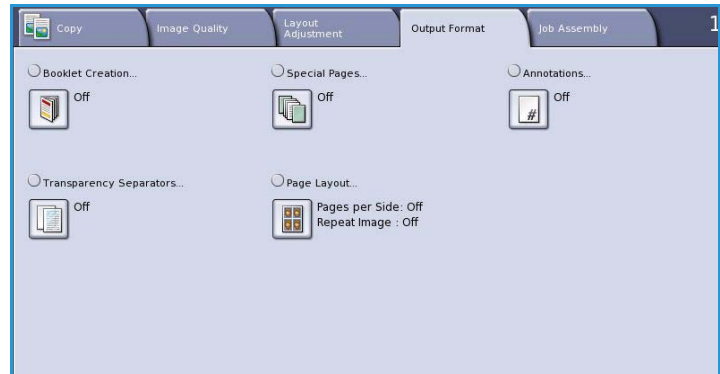 Copy
Image Quality
Layout
Adjustment
Output Format
Job Assembly
1
Booklet Creation...
Off
Special Pages...
Off
Annotations...
Off
#
Transparency Separators...
Off
Page Layout...
Pages per Side: Off
Repeat Image : Off